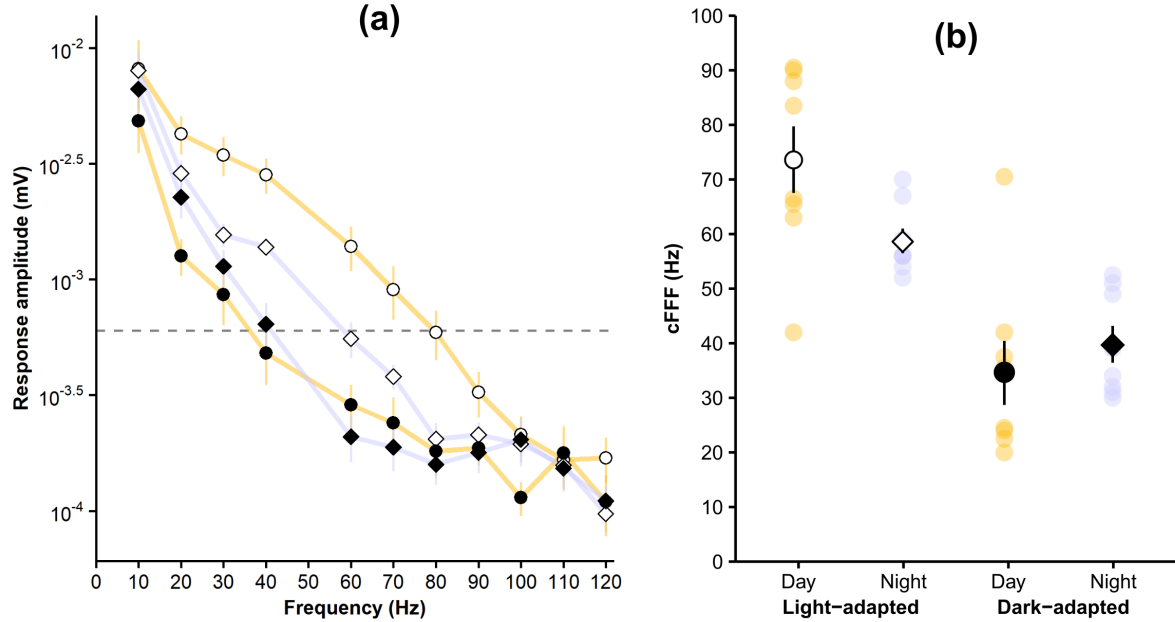 (a)
Response amplitude (mV)
10^-2
10^-2.5
10^-3
10^-3.5
10^-4
0 10 20 30 40 50 60 70 80 90 100 110 120
Frequency (Hz)
(b)
cFFF (Hz)
100
90
80
70
60
50
40
30
20
10
0
Day Night Day Night
Light−adapted Dark−adapted